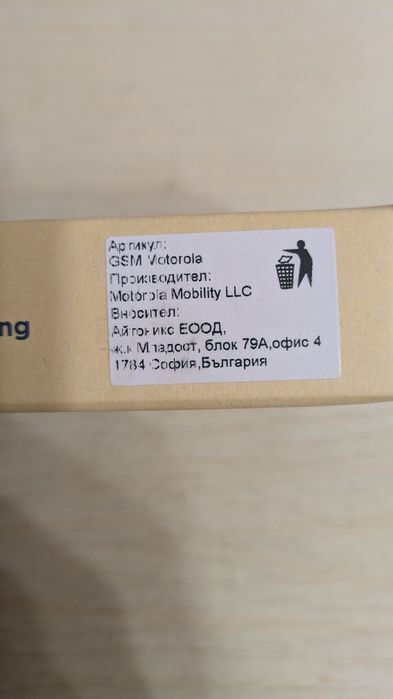 ng
Артикул:
GSM Motorola
Производител:
Motorola Mobility LLC
Вносител:
Айтоникс ЕООД,
ж.к Младост, блок 79А,офис 4
1784 София,България